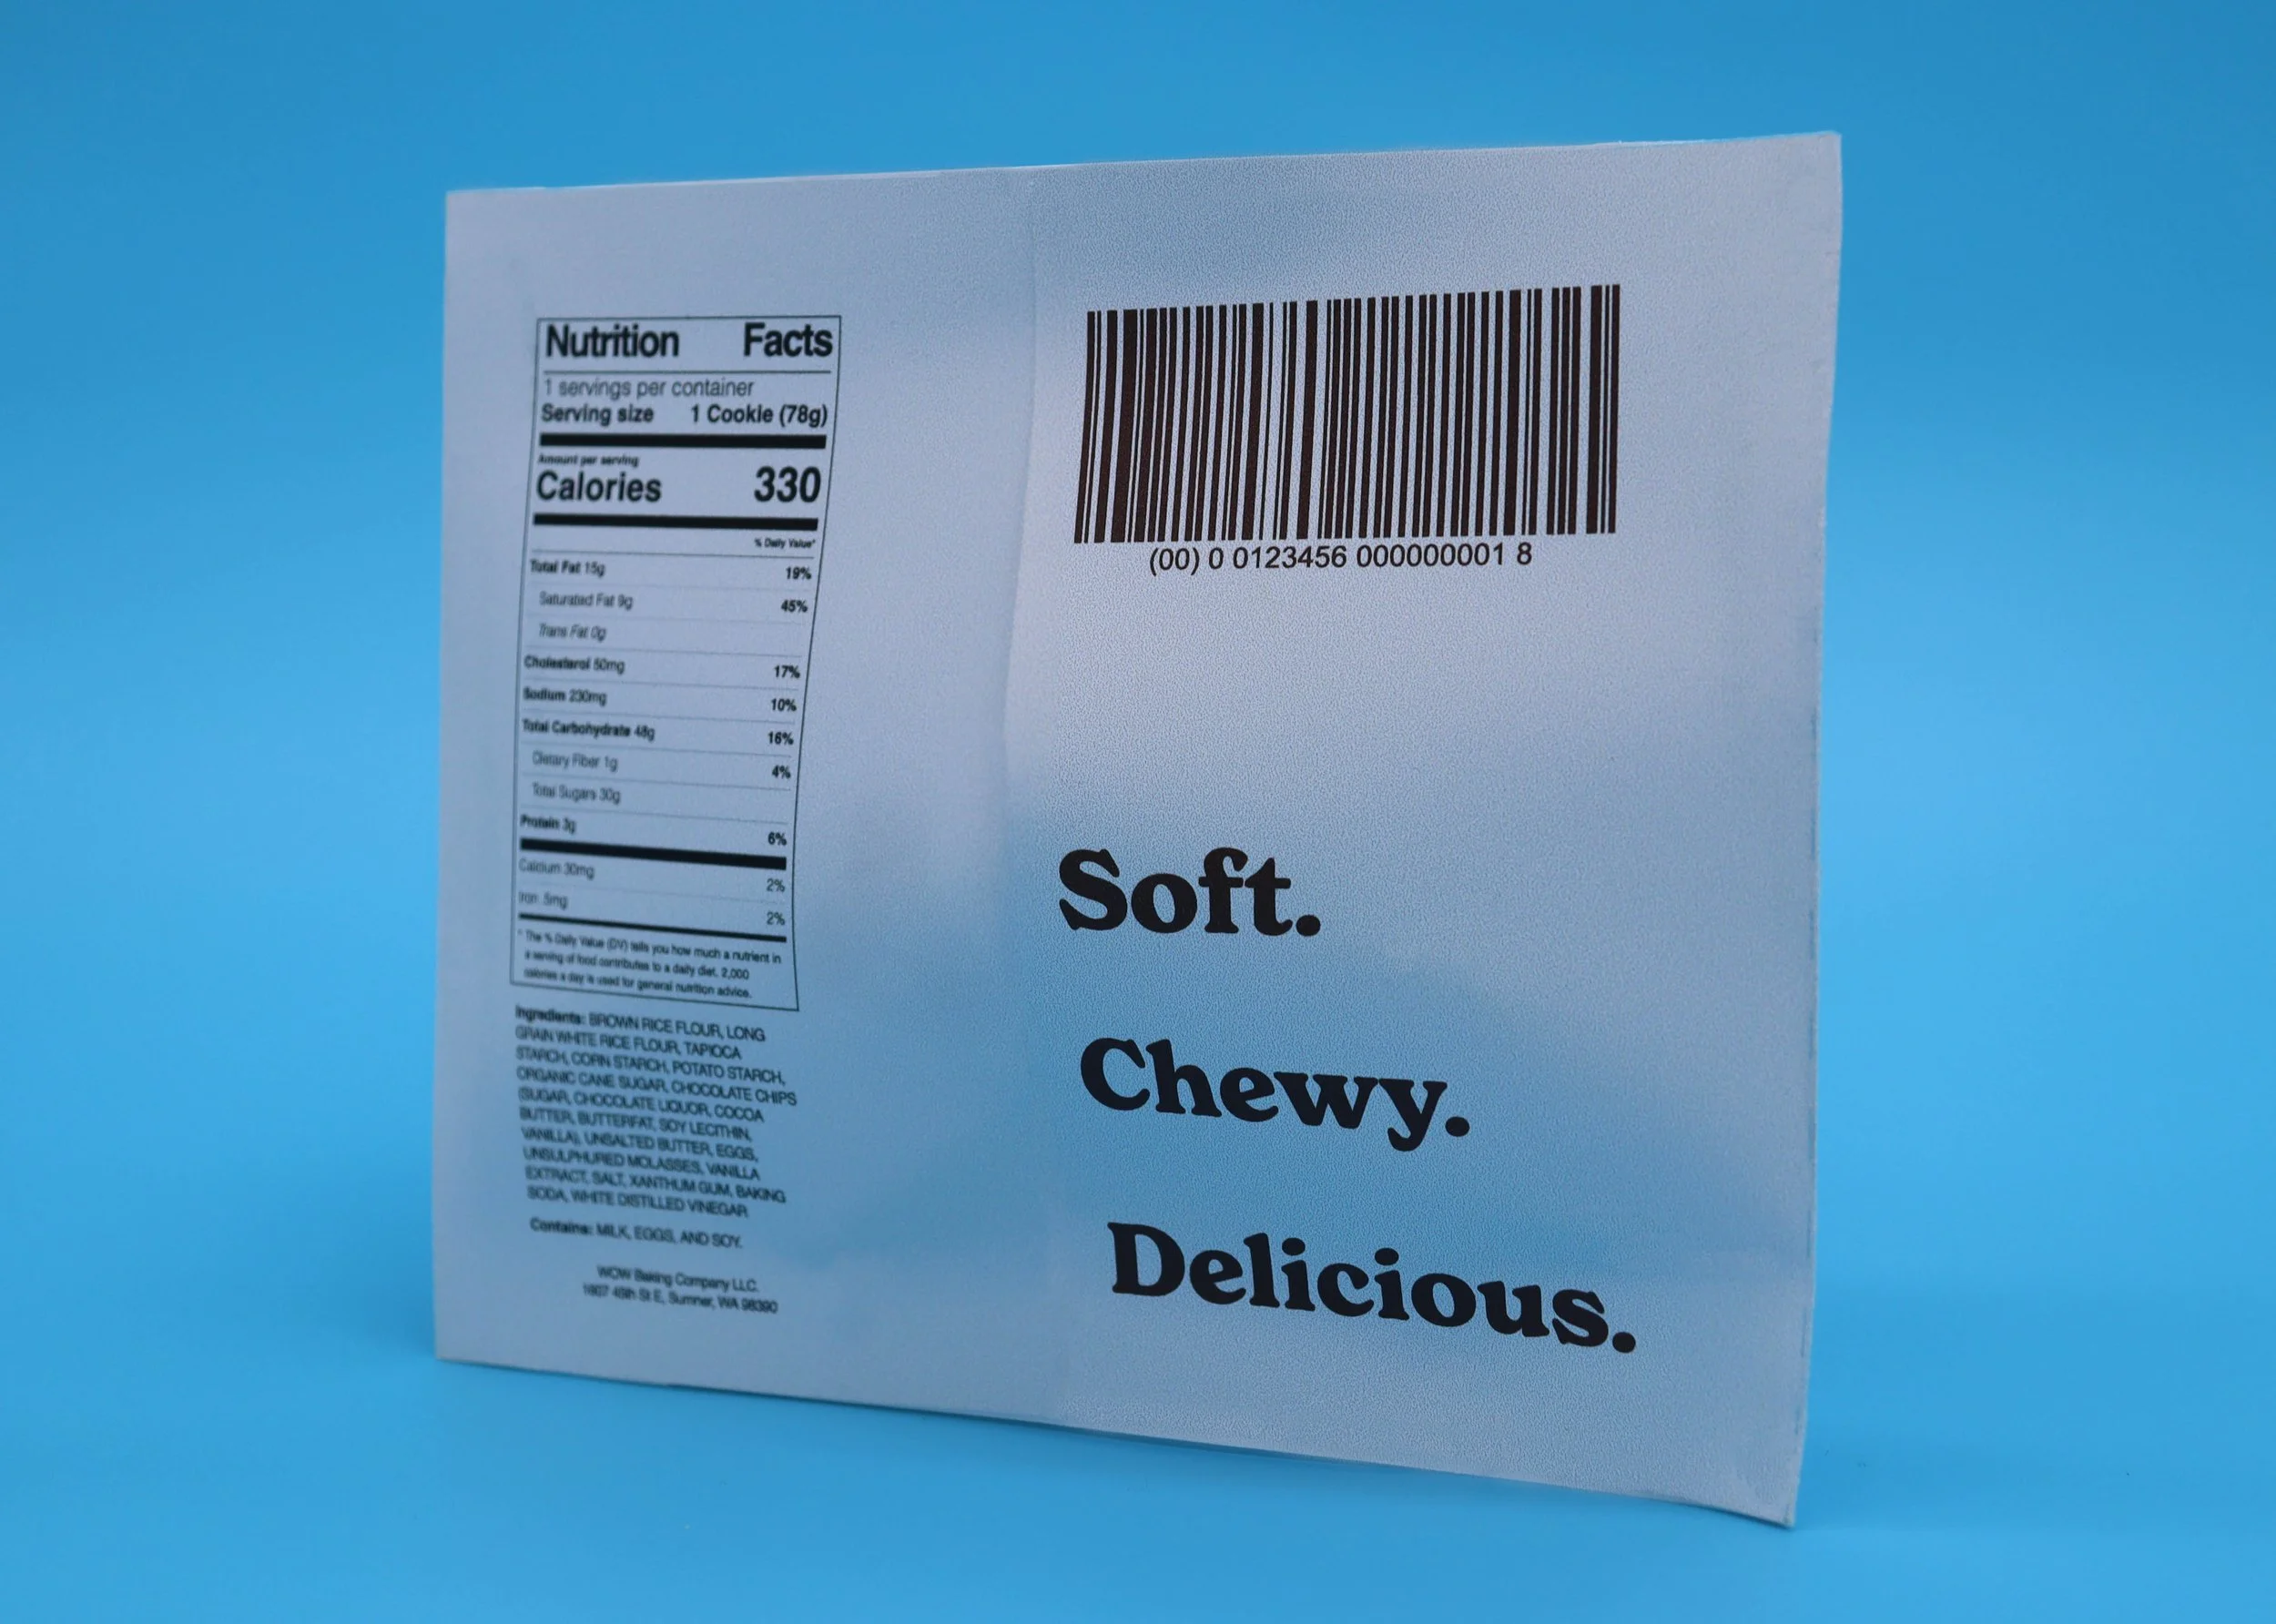 Nutrition Facts
1 servings per container
Serving size 1 Cookie (78g)
Amount per serving
Calories 330
% Daily Value*
Total Fat 15g 19%
Saturated Fat 9g 45%
Trans Fat 0g
Cholesterol 50mg 17%
Sodium 230mg 10%
Total Carbohydrate 48g 16%
Dietary Fiber 1g 4%
Total Sugars 30g
Protein 3g 6%
Calcium 30mg 2%
Iron .5mg 2%
* The % Daily Value (DV) tells you how much a nutrient in
a serving of food contributes to a daily diet. 2,000
calories a day is used for general nutrition advice.
Ingredients: BROWN RICE FLOUR, LONG
GRAIN WHITE RICE FLOUR, TAPIOCA
STARCH, CORN STARCH, POTATO STARCH,
ORGANIC CANE SUGAR, CHOCOLATE CHIPS
(SUGAR, CHOCOLATE LIQUOR, COCOA
BUTTER, BUTTERFAT, SOY LECITHIN,
VANILLA), UNSALTED BUTTER, EGGS,
UNSULPHURED MOLASSES, VANILLA
EXTRACT, SALT, XANTHUM GUM, BAKING
SODA, WHITE DISTILLED VINEGAR
Contains: MILK, EGGS, AND SOY.
WOW Baking Company LLC.
St E, Sumner, WA 98390
(00) 0 0123456 000000001 8
Soft.
Chewy.
Delicious.